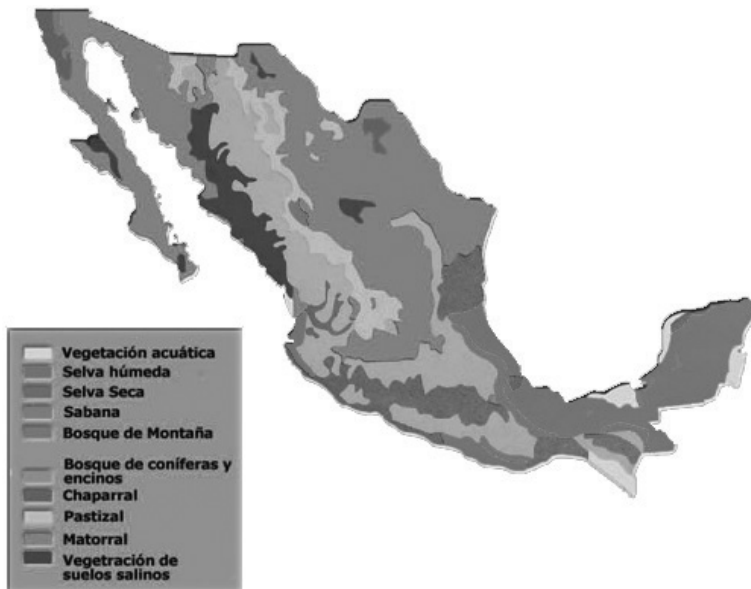 Vegetación acuática
Selva húmeda
Selva Seca
Sabana
Bosque de Montaña
Bosque de coníferas y
encinos
Chaparral
Pastizal
Matorral
Vegetración de
suelos salinos